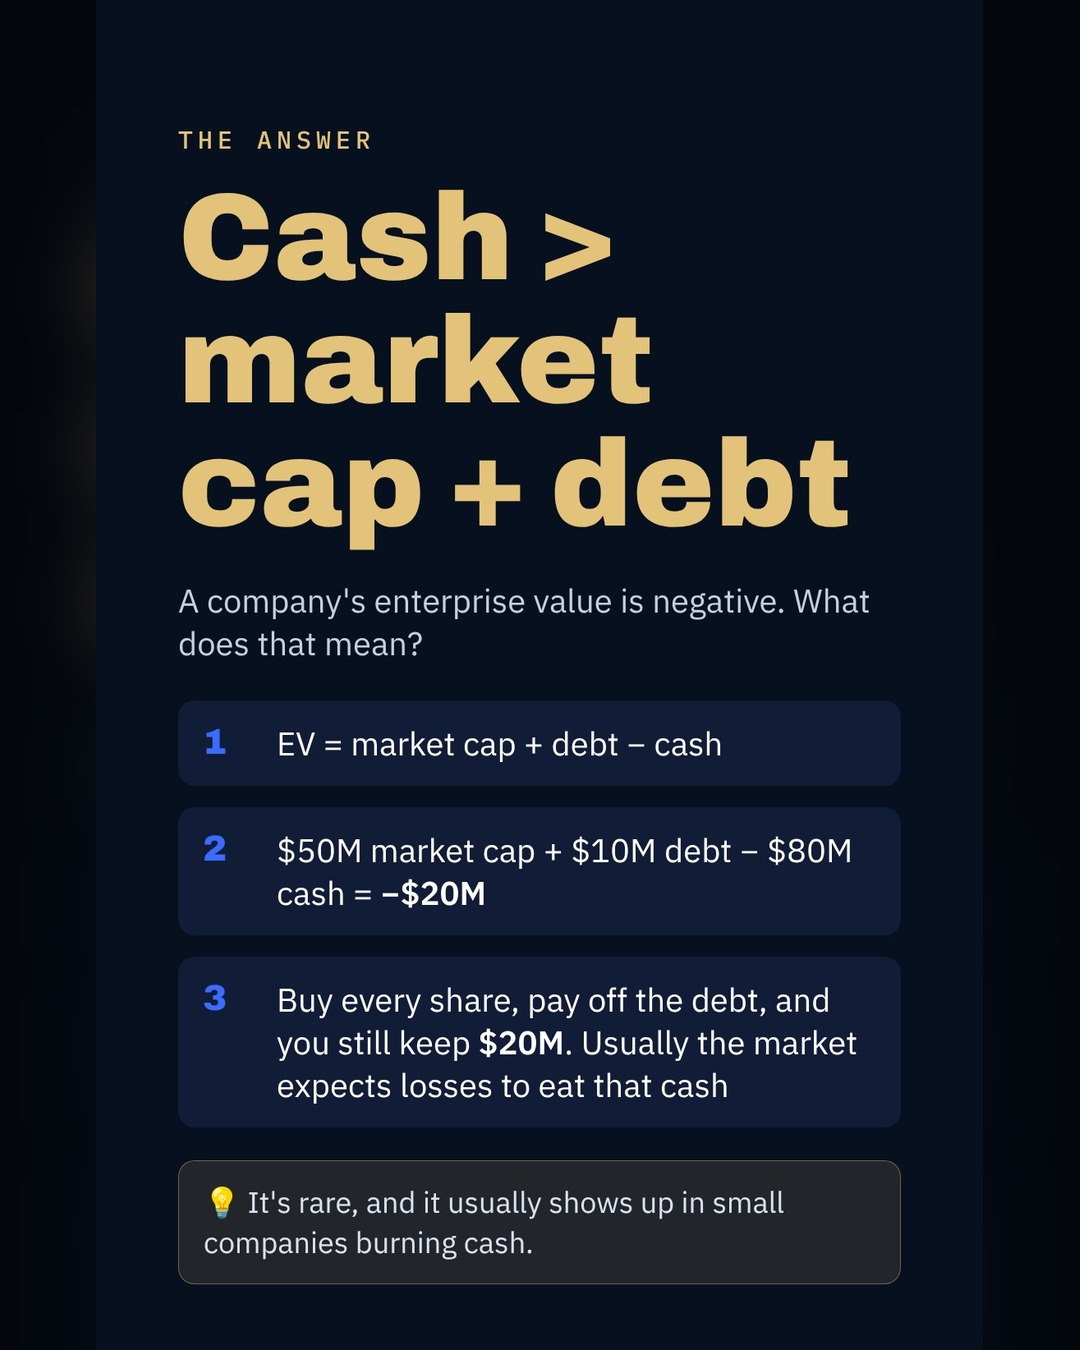 THE ANSWER
Cash >
market
cap + debt
A company's enterprise value is negative. What
does that mean?
1 EV = market cap + debt – cash
2 $50M market cap + $10M debt – $80M
cash = –$20M
3 Buy every share, pay off the debt, and
you still keep $20M. Usually the market
expects losses to eat that cash
💡 It's rare, and it usually shows up in small
companies burning cash.